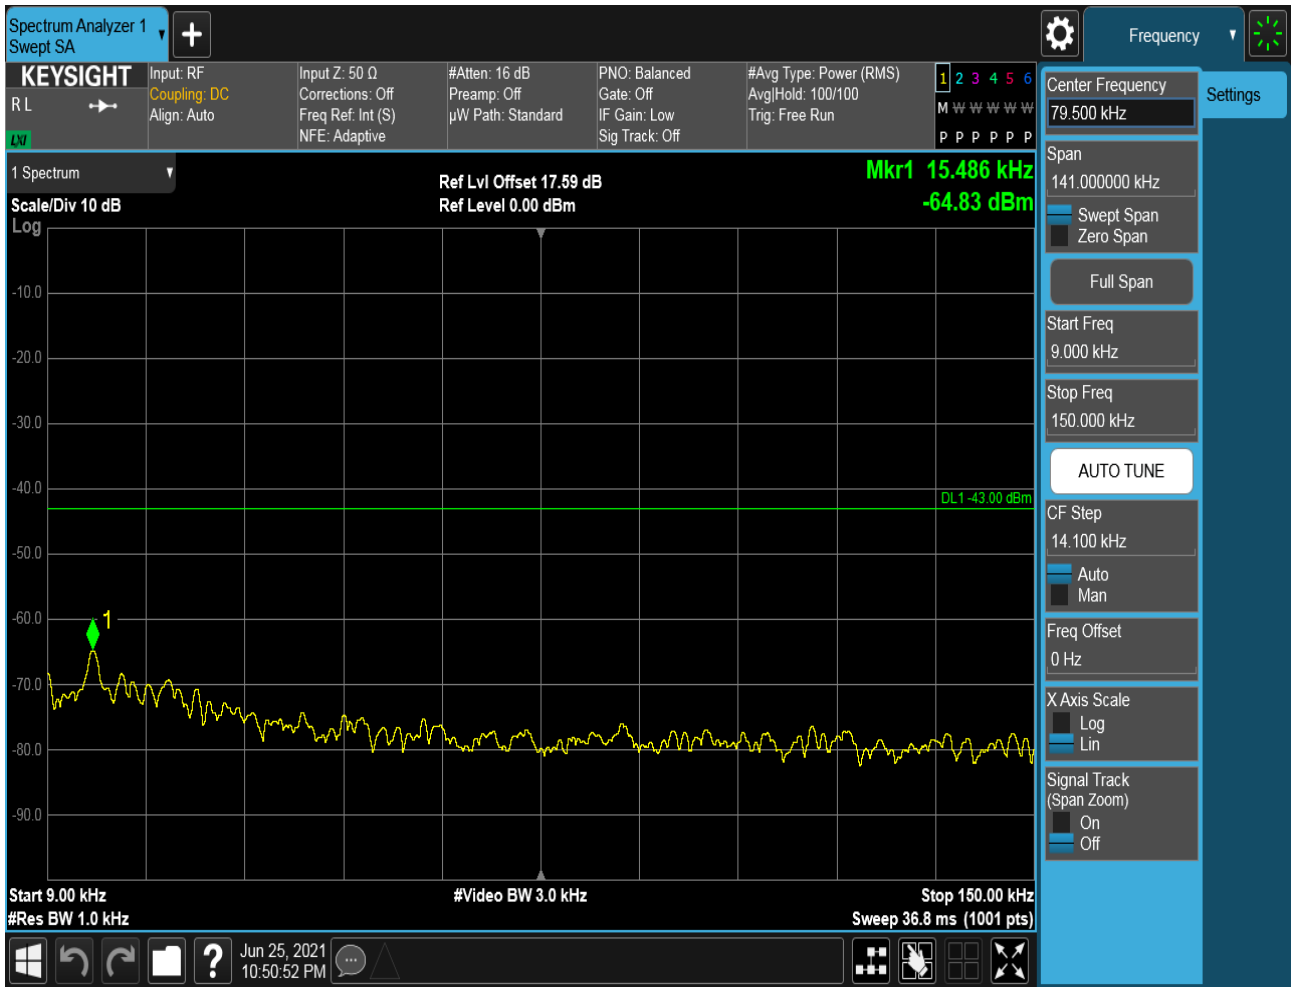 Spectrum Analyzer 1
Swept SA
Frequency
KEYSIGHT
R L
LXI
Input: RF
Coupling: DC
Align: Auto
Input Z: 50 Ω
Corrections: Off
Freq Ref: Int (S)
NFE: Adaptive
#Atten: 16 dB
Preamp: Off
µW Path: Standard
PNO: Balanced
Gate: Off
IF Gain: Low
Sig Track: Off
#Avg Type: Power (RMS)
Avg|Hold: 100/100
Trig: Free Run
1 2 3 4 5 6
M W W W W W
P P P P P P
1 Spectrum
Scale/Div 10 dB
Log
Ref Lvl Offset 17.59 dB
Ref Level 0.00 dBm
Mkr1 15.486 kHz
-64.83 dBm
-10.0
-20.0
-30.0
-40.0
DL1 -43.00 dBm
-50.0
-60.0
1
-70.0
-80.0
-90.0
Start 9.00 kHz
#Video BW 3.0 kHz
Stop 150.00 kHz
#Res BW 1.0 kHz
Sweep 36.8 ms (1001 pts)
?
Jun 25, 2021
10:50:52 PM
Center Frequency
79.500 kHz
Settings
Span
141.000000 kHz
Swept Span
Zero Span
Full Span
Start Freq
9.000 kHz
Stop Freq
150.000 kHz
AUTO TUNE
CF Step
14.100 kHz
Auto
Man
Freq Offset
0 Hz
X Axis Scale
Log
Lin
Signal Track
(Span Zoom)
On
Off